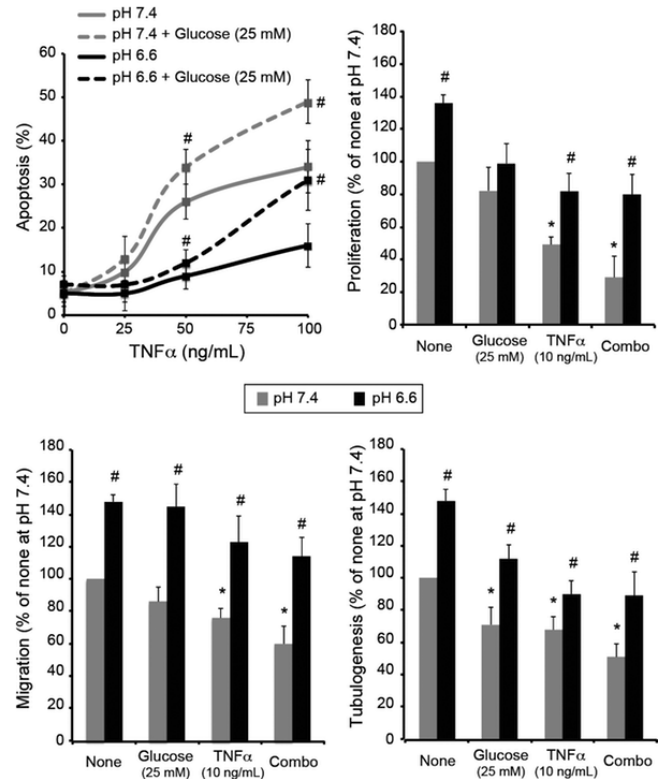 pH 7.4
pH 7.4 + Glucose (25 mM)
pH 6.6
pH 6.6 + Glucose (25 mM)
Apoptosis (%)
60
50
40
30
20
10
0
#
#
#
#
0
25
50
75
100
TNFα (ng/mL)
Proliferation (% of none at pH 7.4)
180
160
140
120
100
80
60
40
20
0
#
#
#
*
*
None
Glucose
(25 mM)
TNFα
(10 ng/mL)
Combo
pH 7.4
pH 6.6
Migration (% of none at pH 7.4)
180
160
140
120
100
80
60
40
20
0
#
#
#
#
*
*
None
Glucose
(25 mM)
TNFα
(10 ng/mL)
Combo
Tubulogenesis (% of none at pH 7.4)
180
160
140
120
100
80
60
40
20
0
#
#
#
#
*
*
*
None
Glucose
(25 mM)
TNFα
(10 ng/mL)
Combo